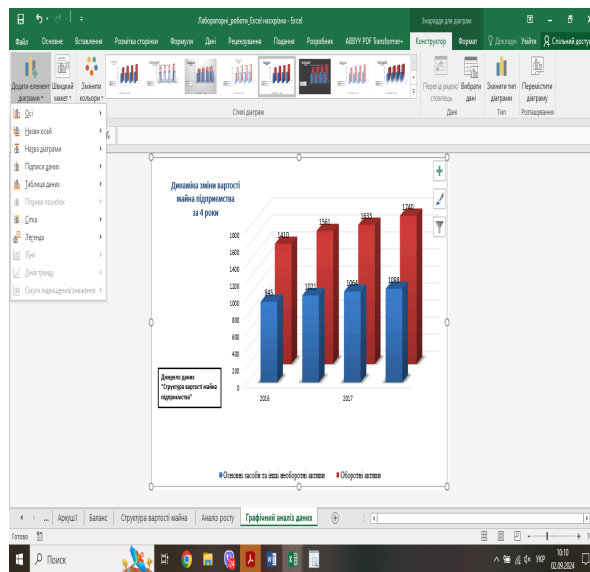 Лабораторні_роботи_Excel наскрізна - Excel
Знаряддя для діаграм
Файл Основне Вставлення Розмітка сторінки Формули Дані Рецензування Подання Розробник ABBYY PDF Transformer+ Конструктор Формат Докладн Увійти Спільний доступ
Додати елемент діаграми
Швидкий макет
Змінити кольори
Перехід рядок/стовпець
Вибрати дані
Змінити тип діаграми
Перемістити діаграму
Стилі діаграм
Дані
Тип
Розташування
Осі
Назви осей
Назва діаграми
Підписи даних
Таблиця даних
Планки похибок
Сітка
Легенда
Лінії
Лінія тренду
Смуги підвищення/зниження
Динаміка зміни вартості
майна підприємства
за 4 роки
1800
1600
1400
1200
1000
800
600
400
200
0
945 1021 1064 1098
1410 1561 1633 1740
2016 2017
Джерело даних
"Структура вартості майна
підприємства"
Основні засоби та інші необоротні активи Оборотні активи
... Аркуш1 Баланс Структура вартості майна Аналіз росту Графічний аналіз даних
Готово
Поиск
УКР
10:10
02.09.2024